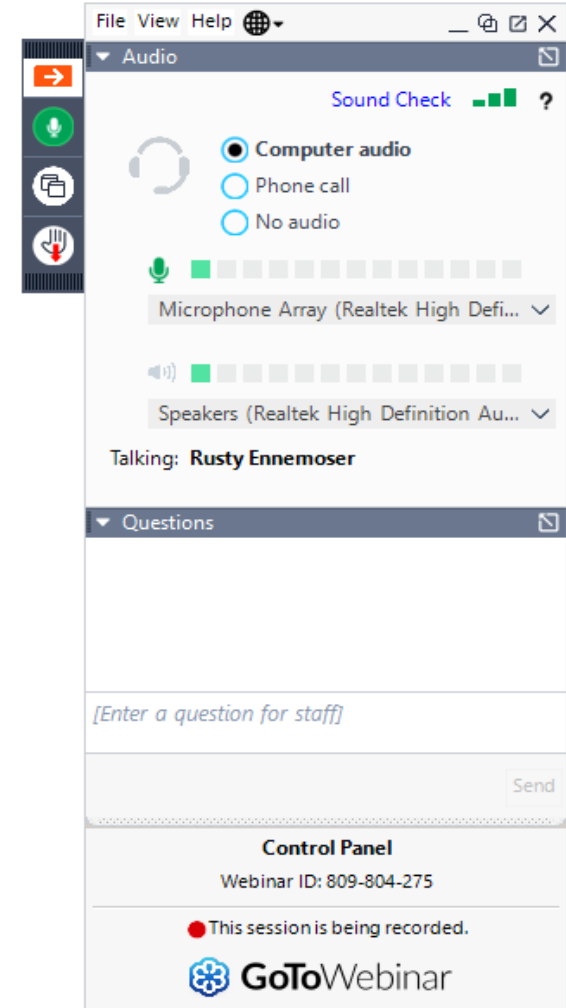 File View Help
Audio
Sound Check ?
Computer audio
Phone call
No audio
Microphone Array (Realtek High Defi...
Speakers (Realtek High Definition Au...
Talking: Rusty Ennemoser
Questions
[Enter a question for staff]
Send
Control Panel
Webinar ID: 809-804-275
This session is being recorded.
GoToWebinar